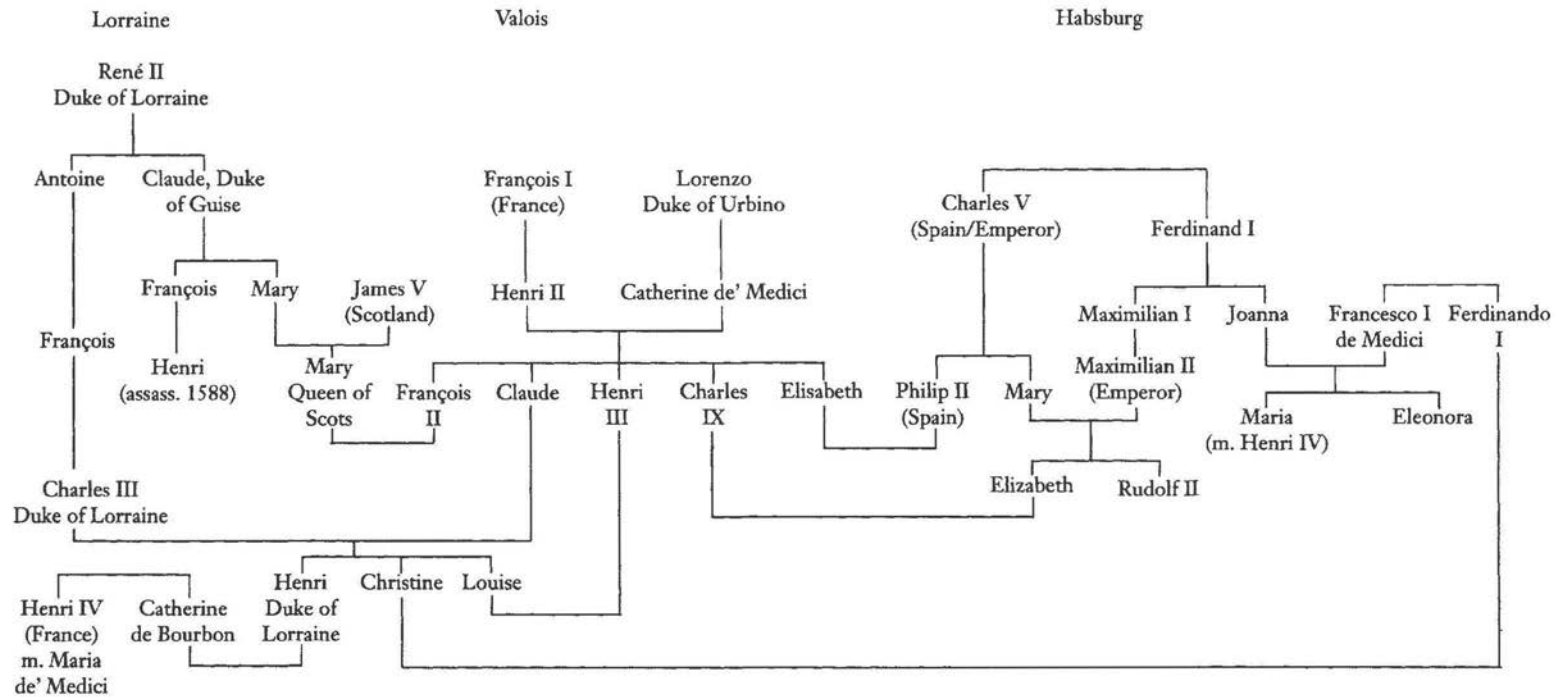 Lorraine
Valois
Habsburg
René II
Duke of Lorraine
Antoine
Claude, Duke
of Guise
François I
(France)
Lorenzo
Duke of Urbino
Charles V
(Spain/Emperor)
Ferdinand I
François
Mary
James V
(Scotland)
Henri II
Catherine de' Medici
Maximilian I
Joanna
Francesco I
de Medici
Ferdinando
I
François
Henri
(assass. 1588)
Mary
Queen of
Scots
François
II
Claude
Henri
III
Charles
IX
Elisabeth
Philip II
(Spain)
Mary
Maximilian II
(Emperor)
Maria
(m. Henri IV)
Eleonora
Charles III
Duke of Lorraine
Elizabeth
Rudolf II
Henri IV
(France)
m. Maria
de' Medici
Catherine
de Bourbon
Henri
Duke of
Lorraine
Christine
Louise